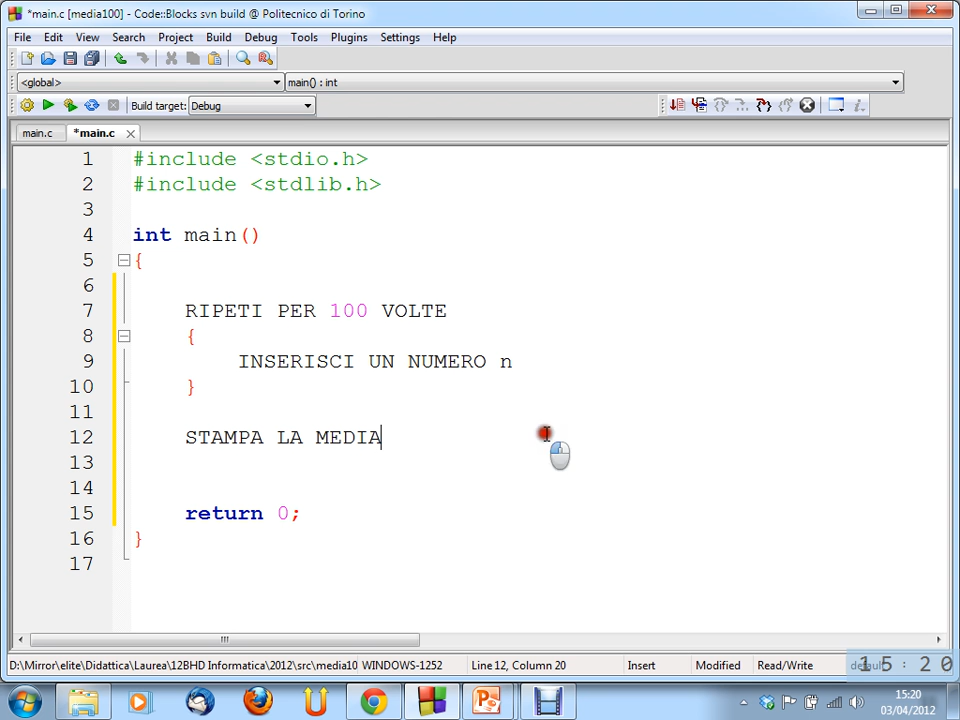 *main.c [media100] - Code::Blocks svn build @ Politecnico di Torino
File Edit View Search Project Build Debug Tools Plugins Settings Help
<global> main() : int
Build target: Debug
main.c *main.c
1 #include <stdio.h>
2 #include <stdlib.h>
3
4 int main()
5 {
6
7 RIPETI PER 100 VOLTE
8 {
9 INSERISCI UN NUMERO n
10 }
11
12 STAMPA LA MEDIA
13
14
15 return 0;
16 }
17
D:\Mirror\elite\Didattica\Laurea\12BHD Informatica\2012\src\media10 WINDOWS-1252 Line 12, Column 20 Insert Modified Read/Write default
15:20
15:20
03/04/2012